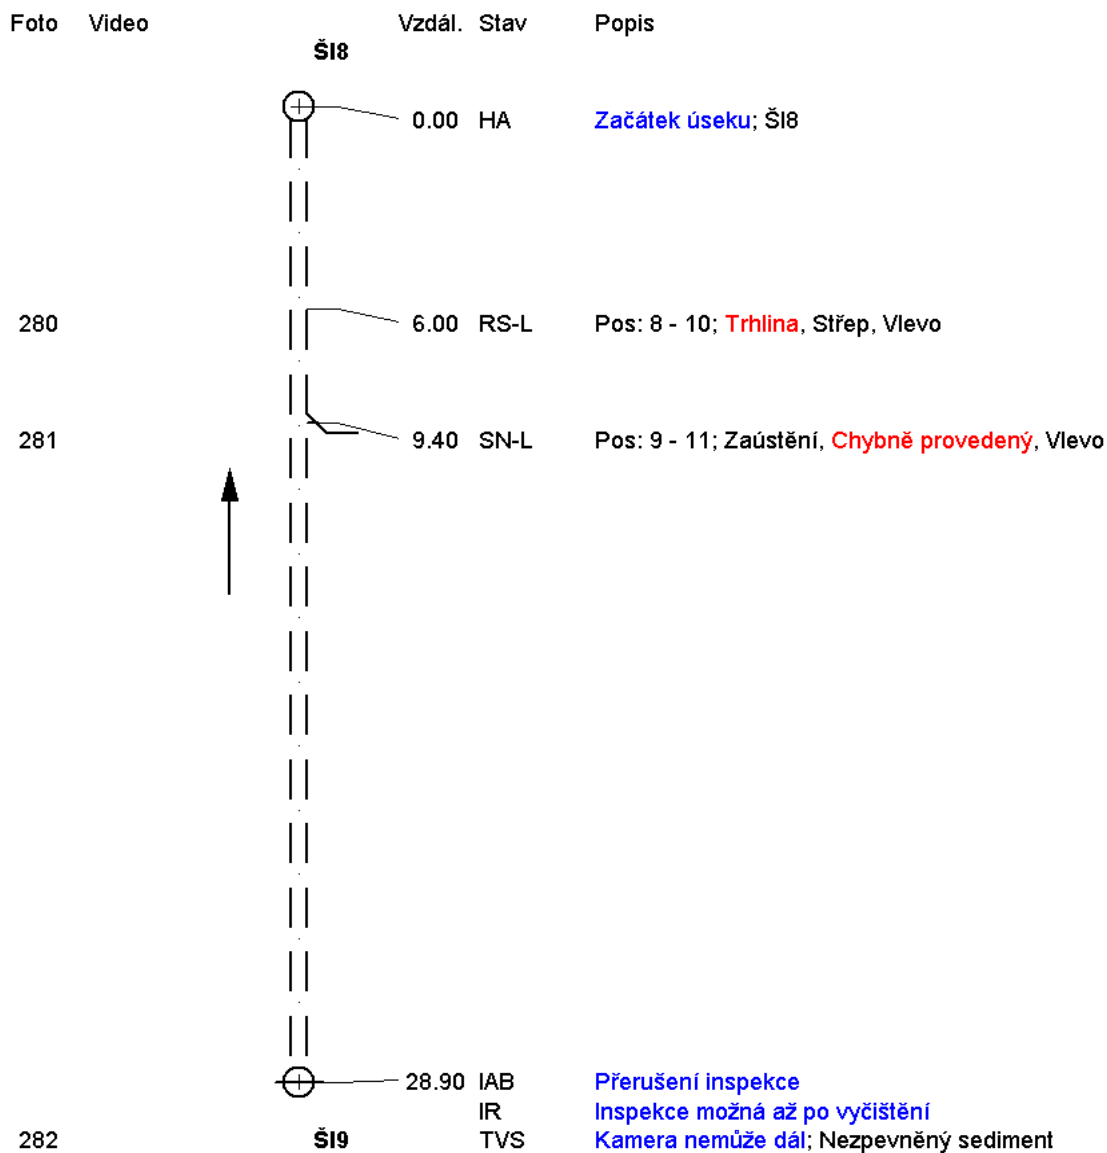 Foto Video Vzdál. Stav Popis
ŠI8
0.00 HA Začátek úseku; ŠI8
280 6.00 RS-L Pos: 8 - 10; Trhlina, Střep, Vlevo
281 9.40 SN-L Pos: 9 - 11; Zaústění, Chybně provedený, Vlevo
28.90 IAB Přerušení inspekce
IR Inspekce možná až po vyčištění
282 ŠI9 TVS Kamera nemůže dál; Nezpevněný sediment